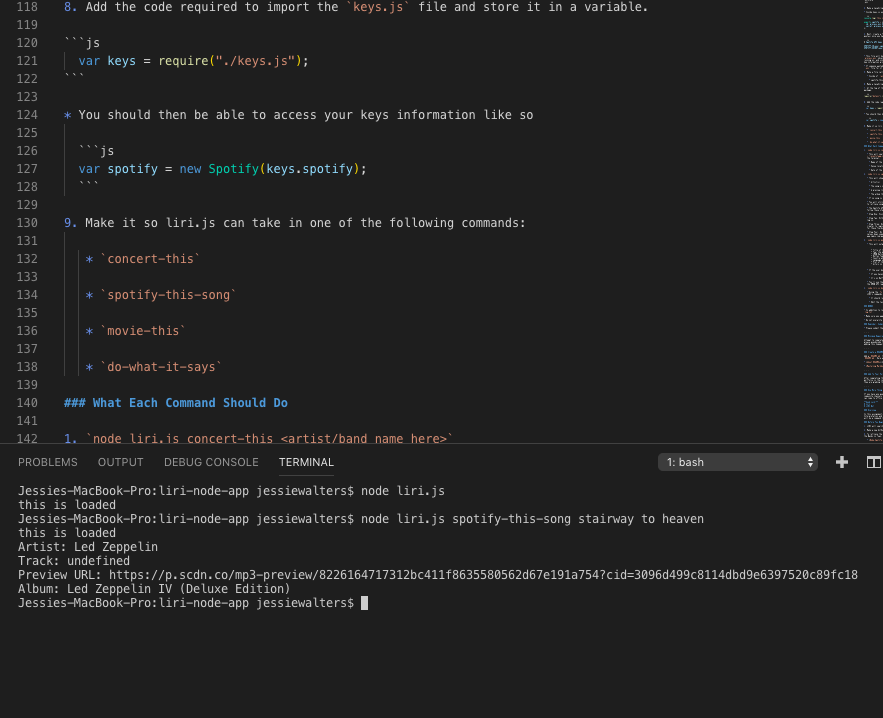 118 8. Add the code required to import the `keys.js` file and store it in a variable.
119
120 ```js
121 var keys = require("./keys.js");
122 ```
123
124 * You should then be able to access your keys information like so
125
126 ```js
127 var spotify = new Spotify(keys.spotify);
128 ```
129
130 9. Make it so liri.js can take in one of the following commands:
131
132 * `concert-this`
133
134 * `spotify-this-song`
135
136 * `movie-this`
137
138 * `do-what-it-says`
139
140 ### What Each Command Should Do
141
142 1. `node liri.js concert-this <artist/band name here>`
PROBLEMS OUTPUT DEBUG CONSOLE TERMINAL 1: bash
Jessies-MacBook-Pro:liri-node-app jessiewalters$ node liri.js
this is loaded
Jessies-MacBook-Pro:liri-node-app jessiewalters$ node liri.js spotify-this-song stairway to heaven
this is loaded
Artist: Led Zeppelin
Track: undefined
Preview URL: https://p.scdn.co/mp3-preview/8226164717312bc411f8635580562d67e191a754?cid=3096d499c8114dbd9e6397520c89fc18
Album: Led Zeppelin IV (Deluxe Edition)
Jessies-MacBook-Pro:liri-node-app jessiewalters$